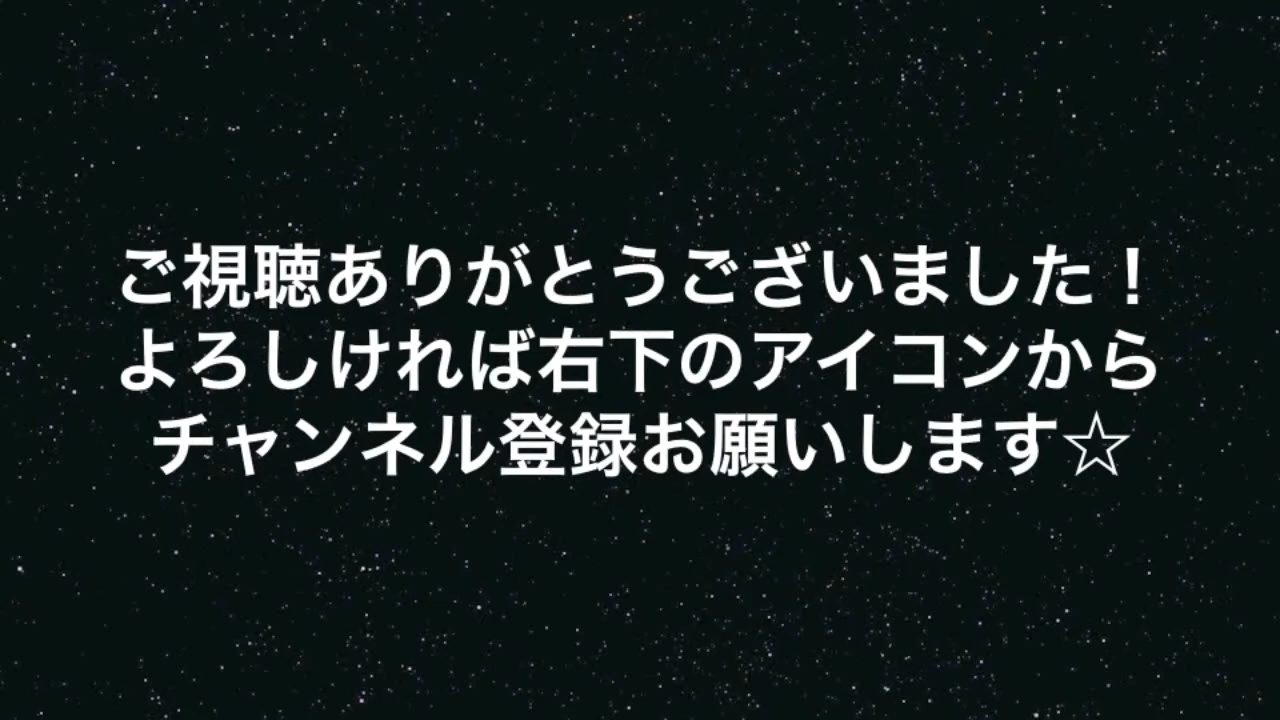 ご視聴ありがとうございました！
よろしければ右下のアイコンから
チャンネル登録お願いします☆